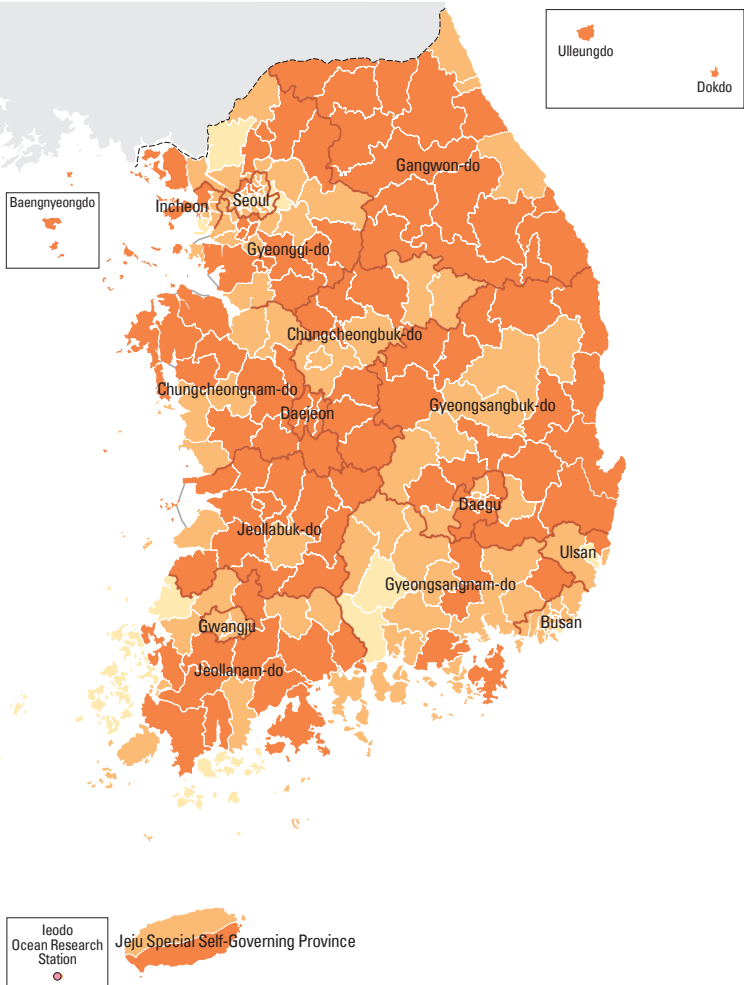 Ulleungdo
Dokdo
Gangwon-do
Baengnyeongdo
Incheon
Seoul
Gyeonggi-do
Chungcheongbuk-do
Chungcheongnam-do
Daejeon
Gyeongsangbuk-do
Daegu
Jeollabuk-do
Ulsan
Gyeongsangnam-do
Gwangju
Busan
Jeollanam-do
Ieodo
Ocean Research
Station
Jeju Special Self-Governing Province